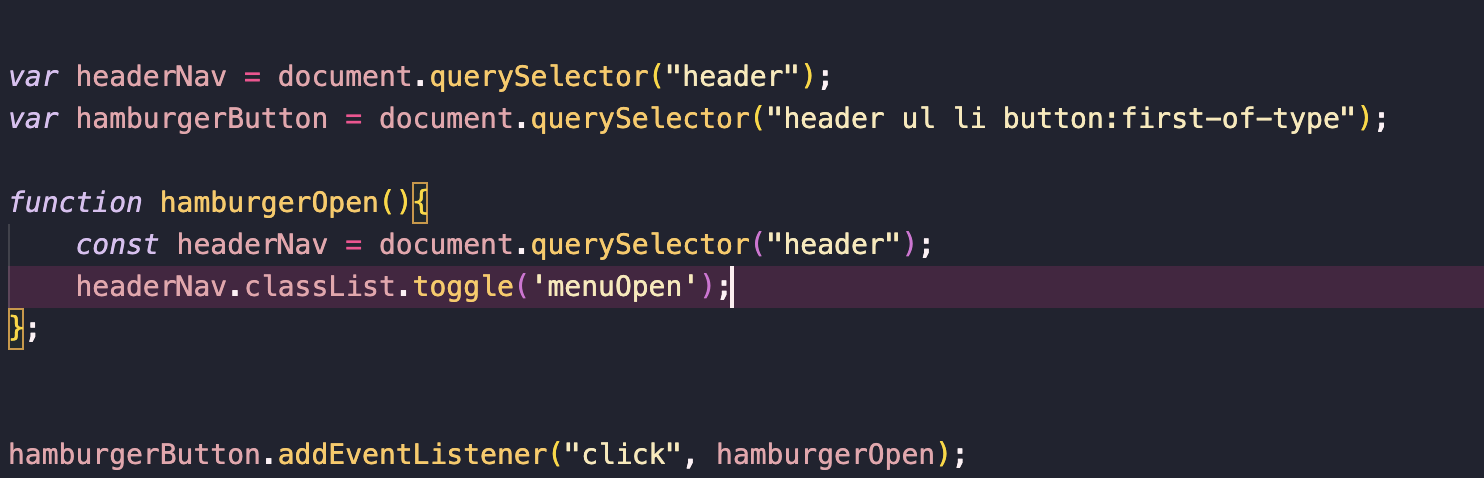 var headerNav = document.querySelector("header");
var hamburgerButton = document.querySelector("header ul li button:first-of-type");
function hamburgerOpen(){
    const headerNav = document.querySelector("header");
    headerNav.classList.toggle('menuOpen');
};
hamburgerButton.addEventListener("click", hamburgerOpen);